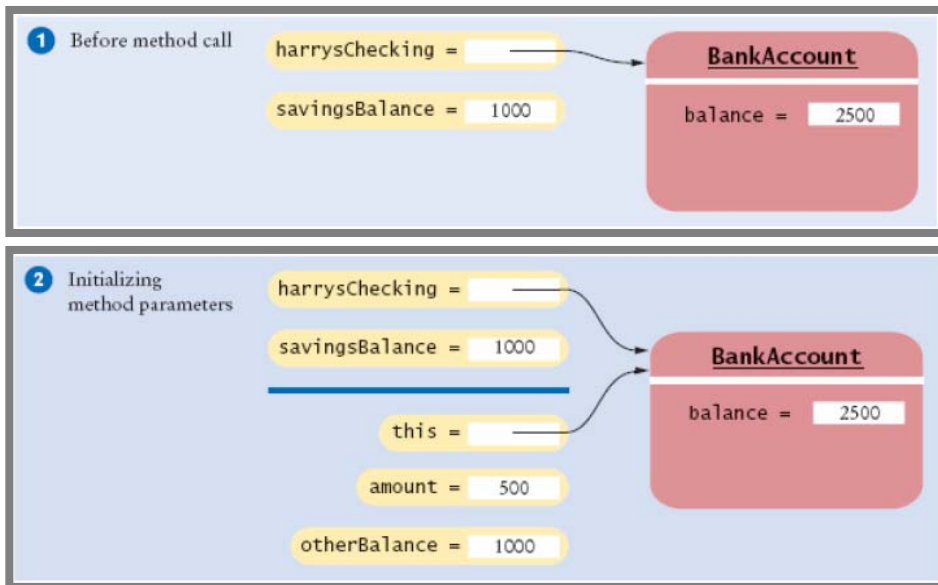 1 Before method call
harrysChecking =
BankAccount
savingsBalance = 1000
balance = 2500
2 Initializing
method parameters
harrysChecking =
savingsBalance = 1000
BankAccount
balance = 2500
this =
amount = 500
otherBalance = 1000